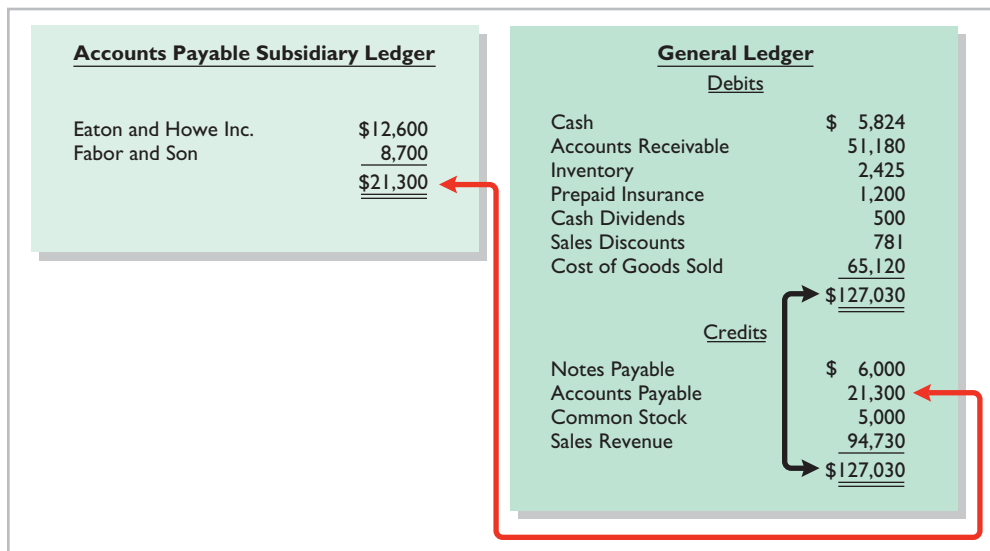 Accounts Payable Subsidiary Ledger
Eaton and Howe Inc. $12,600
Fabor and Son 8,700
$21,300
General Ledger
Debits
Cash $ 5,824
Accounts Receivable 51,180
Inventory 2,425
Prepaid Insurance 1,200
Cash Dividends 500
Sales Discounts 781
Cost of Goods Sold 65,120
$127,030
Credits
Notes Payable $ 6,000
Accounts Payable 21,300
Common Stock 5,000
Sales Revenue 94,730
$127,030